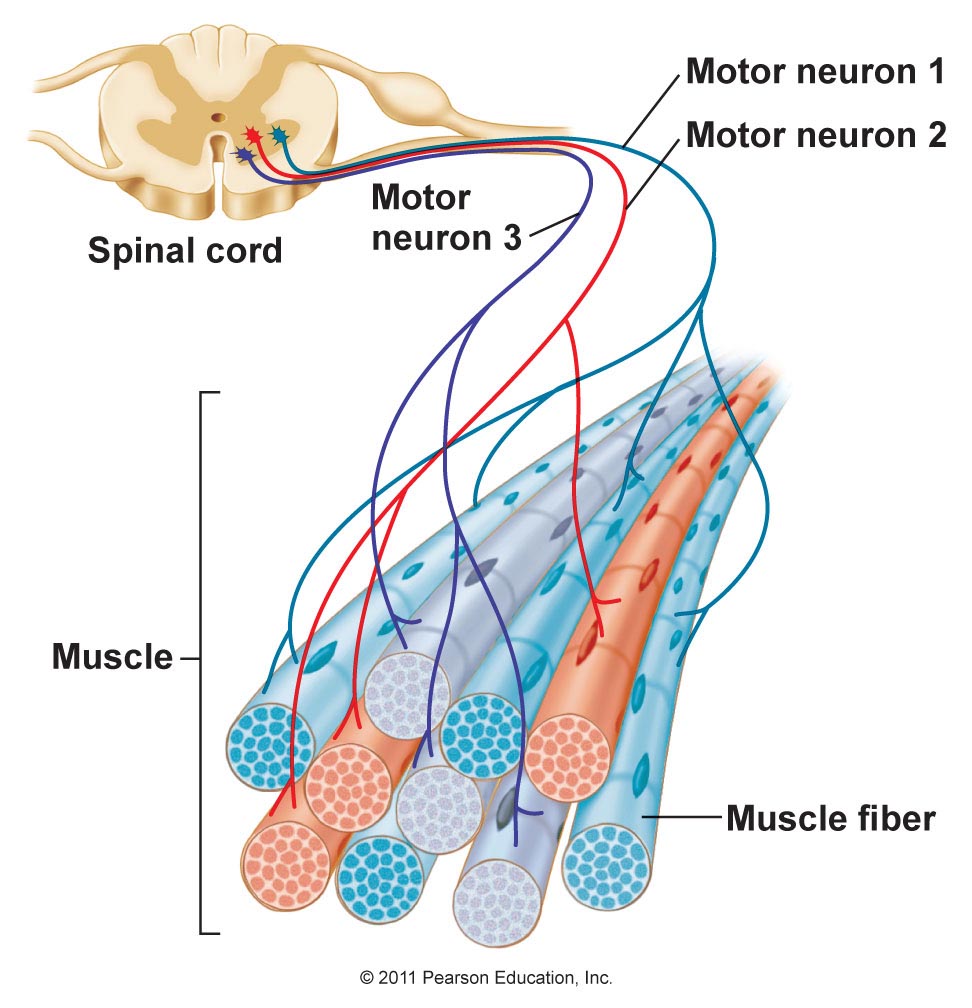 Motor neuron 1
Motor neuron 2
Motor
neuron 3
Spinal cord
Muscle
Muscle fiber
© 2011 Pearson Education, Inc.